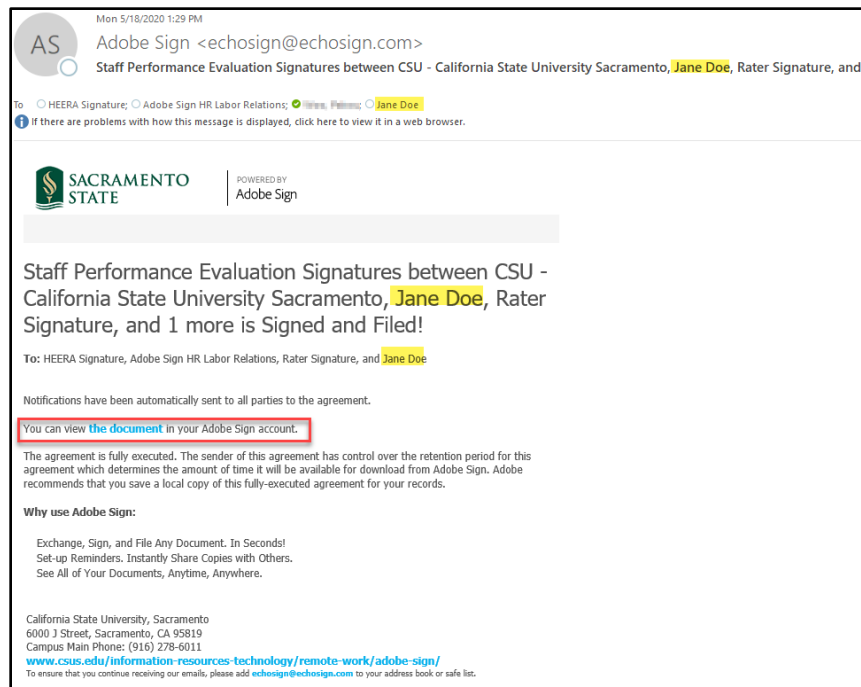 Mon 5/18/2020 1:29 PM
AS
Adobe Sign <echosign@echosign.com>
Staff Performance Evaluation Signatures between CSU - California State University Sacramento, Jane Doe, Rater Signature, and
To HEERA Signature; Adobe Sign HR Labor Relations; Jane Doe
If there are problems with how this message is displayed, click here to view it in a web browser.
SACRAMENTO
STATE
POWERED BY
Adobe Sign
Staff Performance Evaluation Signatures between CSU -
California State University Sacramento, Jane Doe, Rater
Signature, and 1 more is Signed and Filed!
To: HEERA Signature, Adobe Sign HR Labor Relations, Rater Signature, and Jane Doe
Notifications have been automatically sent to all parties to the agreement.
You can view the document in your Adobe Sign account.
The agreement is fully executed. The sender of this agreement has control over the retention period for this
agreement which determines the amount of time it will be available for download from Adobe Sign. Adobe
recommends that you save a local copy of this fully-executed agreement for your records.
Why use Adobe Sign:
Exchange, Sign, and File Any Document. In Seconds!
Set-up Reminders. Instantly Share Copies with Others.
See All of Your Documents, Anytime, Anywhere.
California State University, Sacramento
6000 J Street, Sacramento, CA 95819
Campus Main Phone: (916) 278-6011
www.csus.edu/information-resources-technology/remote-work/adobe-sign/
To ensure that you continue receiving our emails, please add echosign@echosign.com to your address book or safe list.